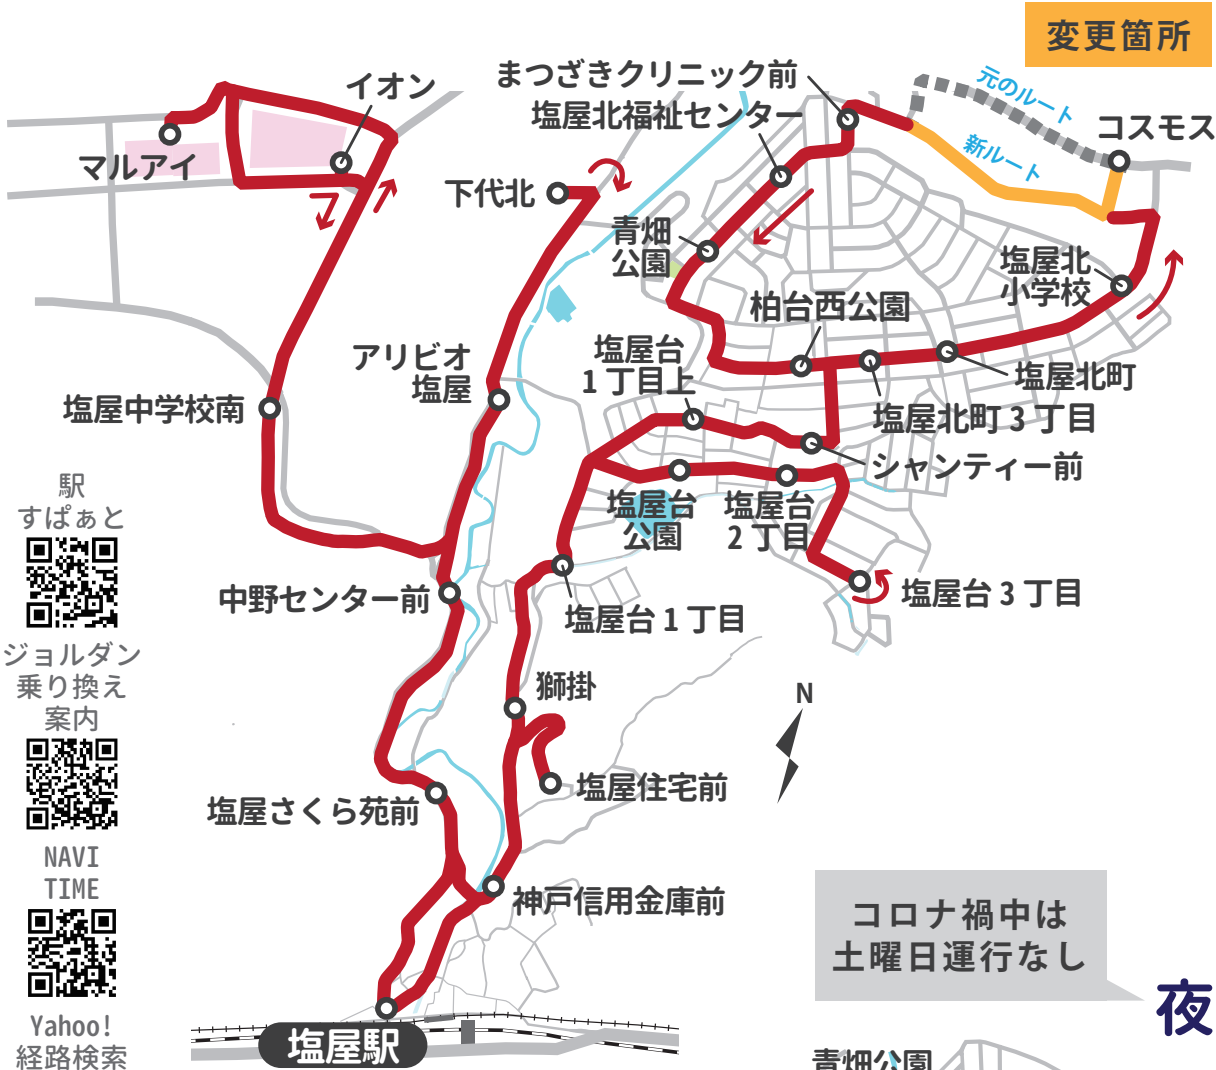 変更箇所
元のルート
新ルート
コスモス
まつざきクリニック前
塩屋北福祉センター
イオン
マルアイ
下代北
青畑
公園
塩屋北
小学校
柏台西公園
塩屋台
1 丁目上
アリビオ
塩屋
塩屋北町
塩屋中学校南
塩屋北町 3 丁目
シャンティー前
駅
すぱぁと
塩屋台
公園
塩屋台
2 丁目
中野センター前
塩屋台 1 丁目
塩屋台 3 丁目
ジョルダン
乗り換え
案内
獅掛
N
塩屋住宅前
塩屋さくら苑前
NAVI
TIME
神戸信用金庫前
コロナ禍中は
土曜日運行なし
夜
Yahoo!
経路検索
塩屋駅
青畑公園